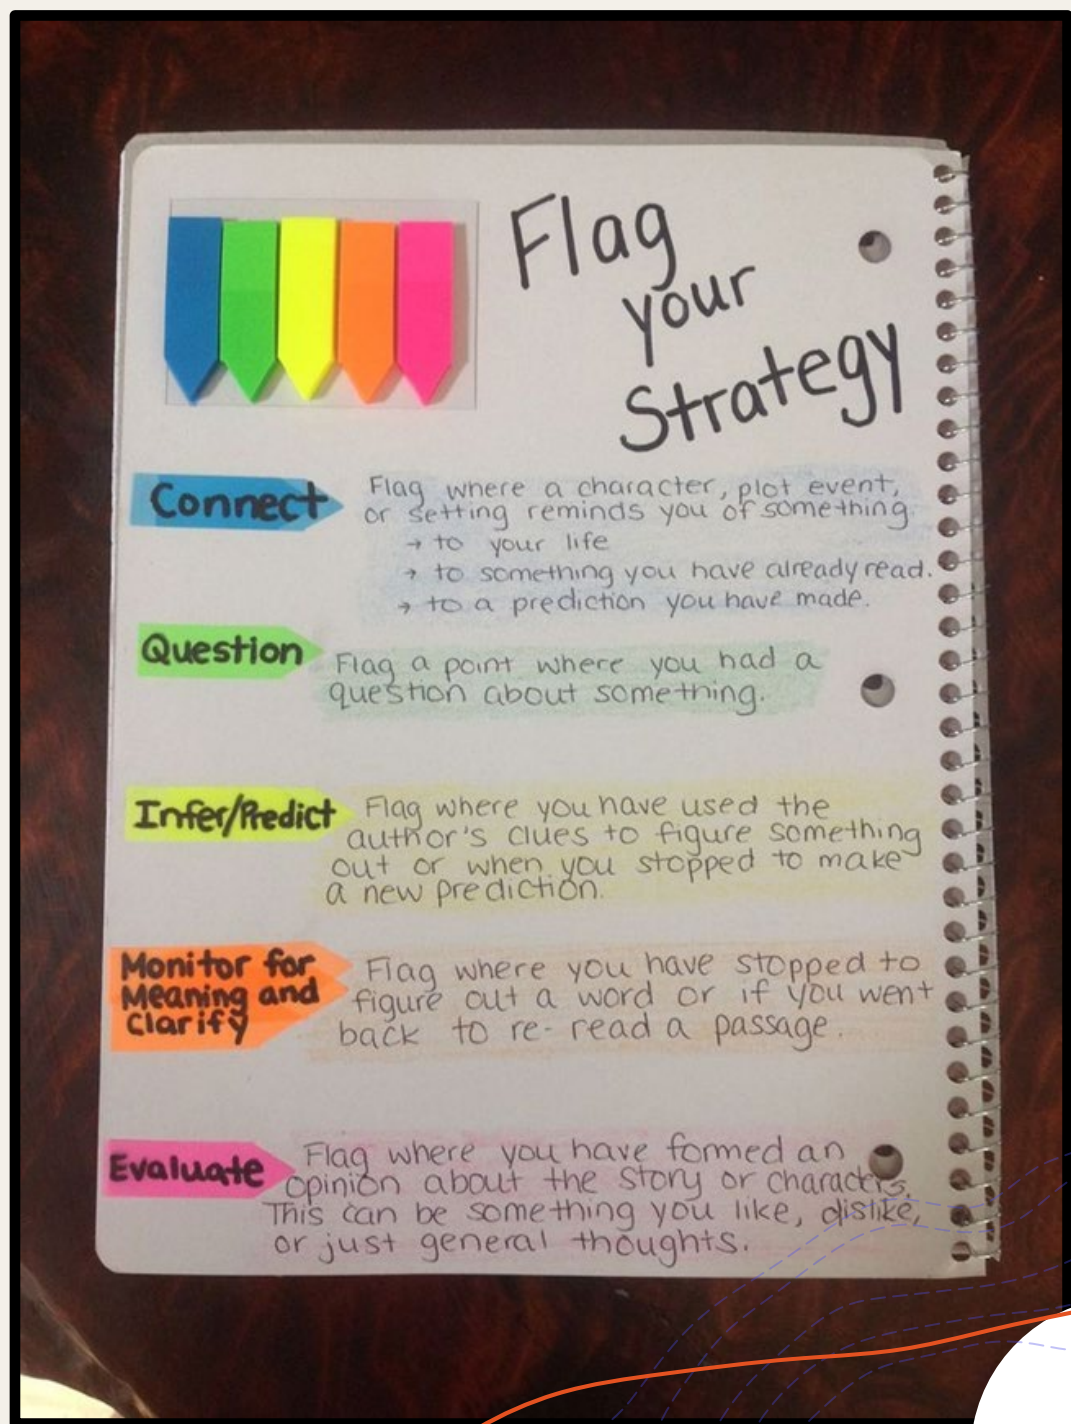 Flag
your
Strategy
Connect
Flag where a character, plot event,
or setting reminds you of something
→ to your life
→ to something you have already read.
→ to a prediction you have made.
Question
Flag a point where you had a
question about something.
Infer/Predict
Flag where you have used the
author's clues to figure something
out or when you stopped to make
a new prediction.
Monitor for
Meaning and
Clarify
Flag where you have stopped to
figure out a word or if you went
back to re-read a passage.
Evaluate
Flag where you have formed an
opinion about the story or characters.
This can be something you like, dislike,
or just general thoughts.